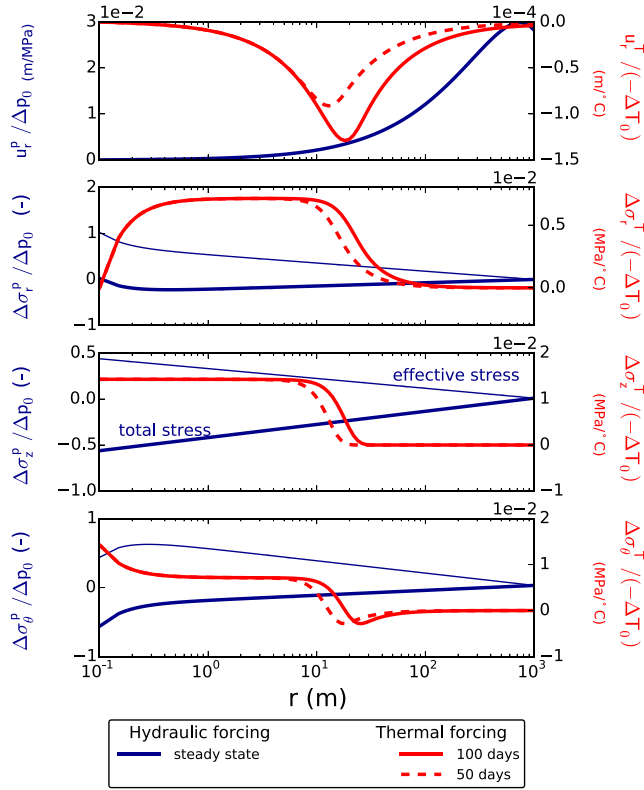 1e−2
1e−4
3
2
1
0
0.0
−0.5
−1.0
−1.5
u_r^p / Δp_0 (m/MPa)
(m/°C)
u_r^T / (−ΔT_0)
1e−2
2
1
0
−1
0.5
0.0
Δσ_r^p / Δp_0 (-)
(MPa/°C)
Δσ_r^T / (−ΔT_0)
1e−2
0.5
0.0
−0.5
−1.0
2
1
0
−1
effective stress
total stress
Δσ_z^p / Δp_0 (-)
(MPa/°C)
Δσ_z^T / (−ΔT_0)
1e−2
1
0
−1
2
1
0
−1
Δσ_θ^p / Δp_0 (-)
(MPa/°C)
Δσ_θ^T / (−ΔT_0)
10^-1 10^0 10^1 10^2 10^3
r (m)
Hydraulic forcing
steady state
Thermal forcing
100 days
50 days